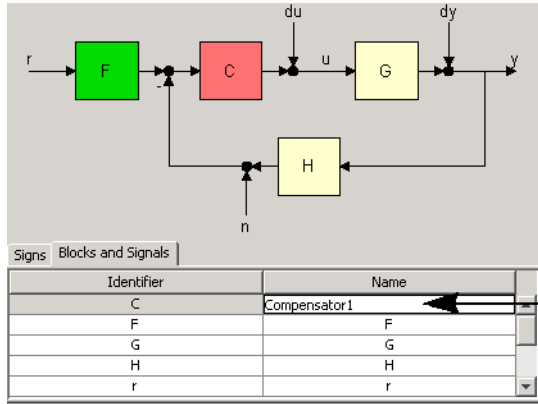 du
dy
r
F
C
u
G
y
-
H
n
Signs Blocks and Signals
Identifier Name
C Compensator1
F F
G G
H H
r r